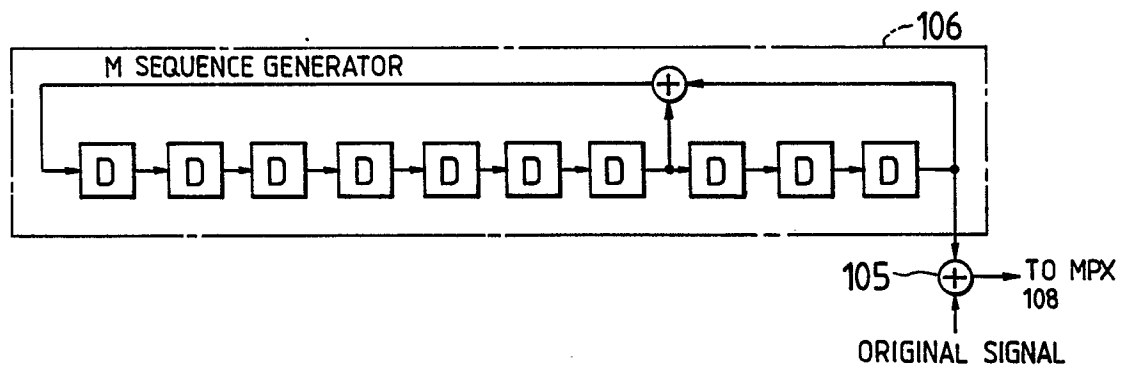 106
M SEQUENCE GENERATOR
D D D D D D D D D D
105
TO MPX
108
ORIGINAL SIGNAL